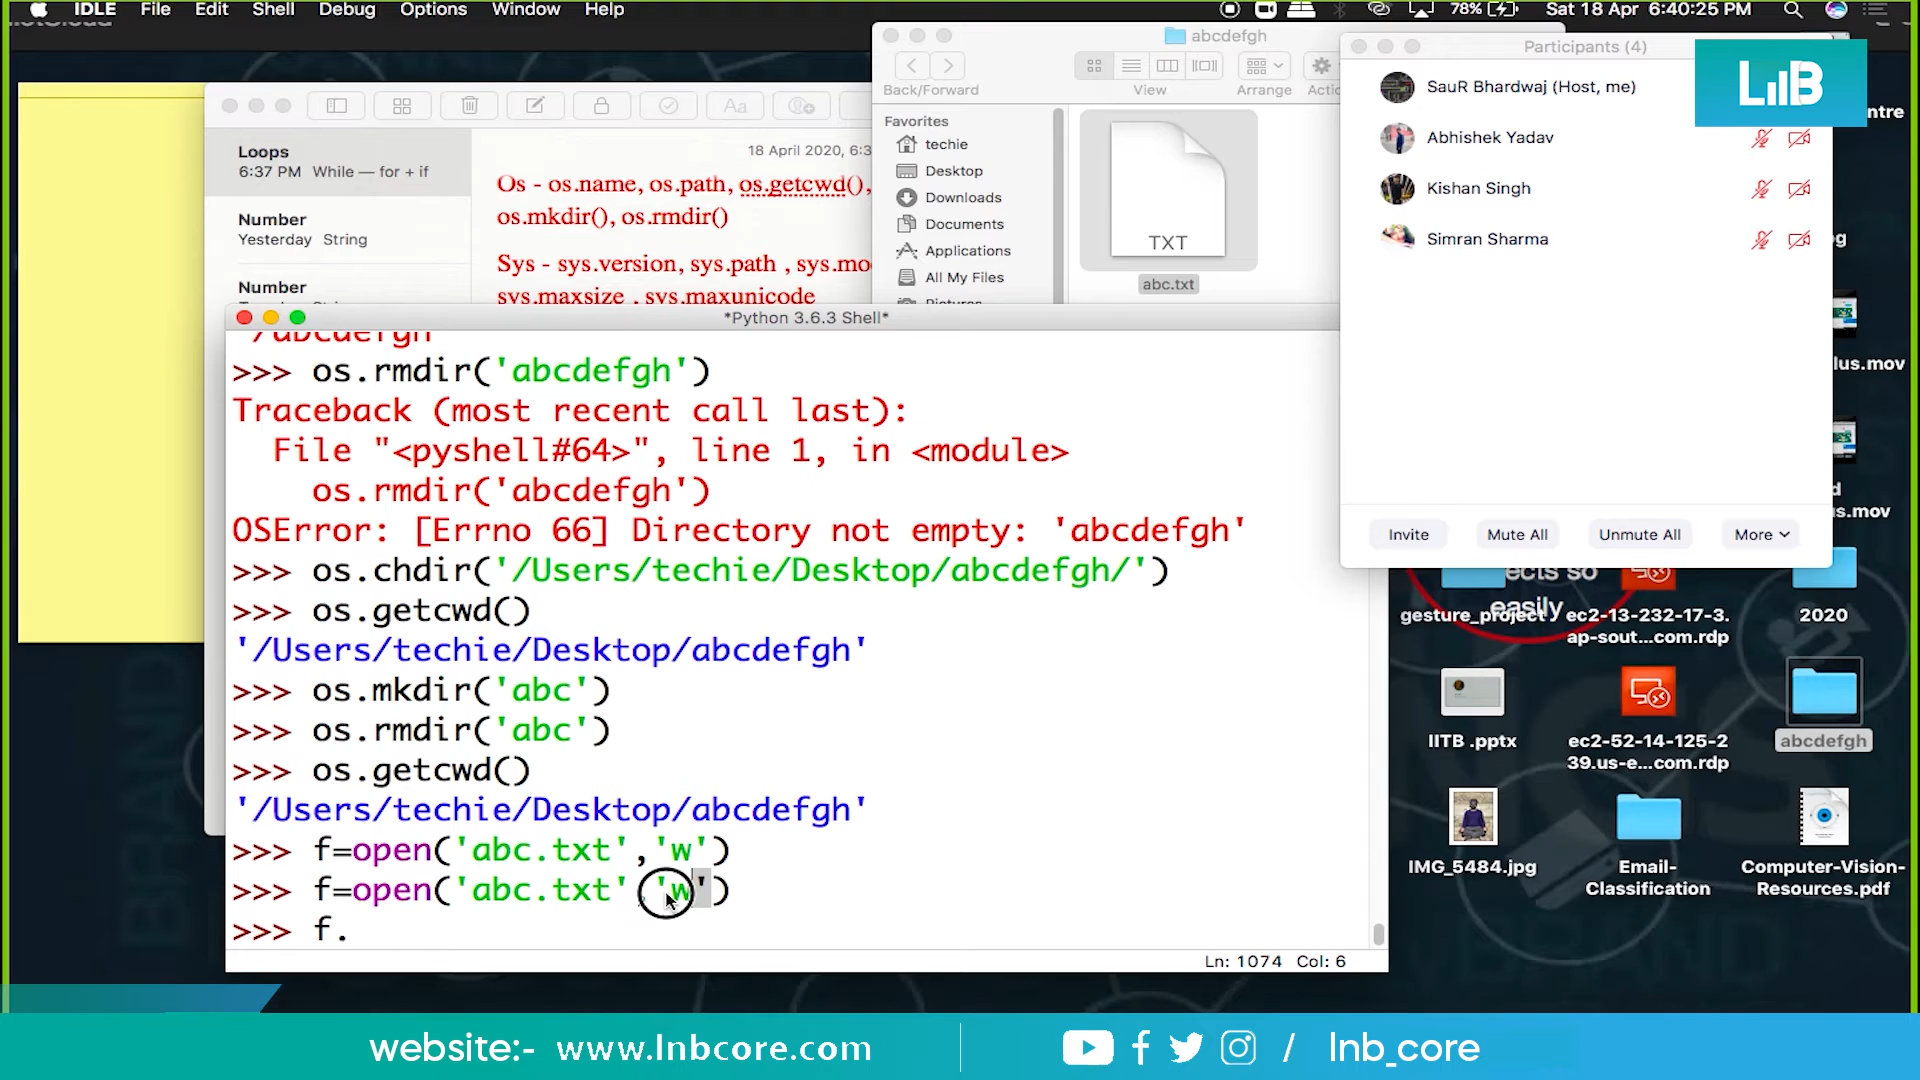 IDLE File Edit Shell Debug Options Window Help
78% Sat 18 Apr 6:40:25 PM
abcdefgh
Back/Forward View Arrange
Favorites
techie
Desktop
Downloads
Documents
Applications
All My Files
TXT
abc.txt
Participants (4)
SauR Bhardwaj (Host, me)
Abhishek Yadav
Kishan Singh
Simran Sharma
Invite Mute All Unmute All More
LNB
Aa
Loops
6:37 PM While — for + if
Number
Yesterday String
Number
18 April 2020, 6:3
Os - os.name, os.path, os.getcwd(),
os.mkdir(), os.rmdir()
Sys - sys.version, sys.path , sys.mo
sys.maxsize , sys.maxunicode
*Python 3.6.3 Shell*
'/abcdefgh
>>> os.rmdir('abcdefgh')
Traceback (most recent call last):
File "<pyshell#64>", line 1, in <module>
os.rmdir('abcdefgh')
OSError: [Errno 66] Directory not empty: 'abcdefgh'
>>> os.chdir('/Users/techie/Desktop/abcdefgh/')
>>> os.getcwd()
'/Users/techie/Desktop/abcdefgh'
>>> os.mkdir('abc')
>>> os.rmdir('abc')
>>> os.getcwd()
'/Users/techie/Desktop/abcdefgh'
>>> f=open('abc.txt','w')
>>> f=open('abc.txt','w')
>>> f.
Ln: 1074 Col: 6
lus.mov
s.mov
easily
gesture_project
ec2-13-232-17-3.
ap-sout...com.rdp
2020
IITB .pptx
ec2-52-14-125-2
39.us-e...com.rdp
abcdefgh
IMG_5484.jpg
Email-
Classification
Computer-Vision-
Resources.pdf
website:- www.lnbcore.com / lnb_core